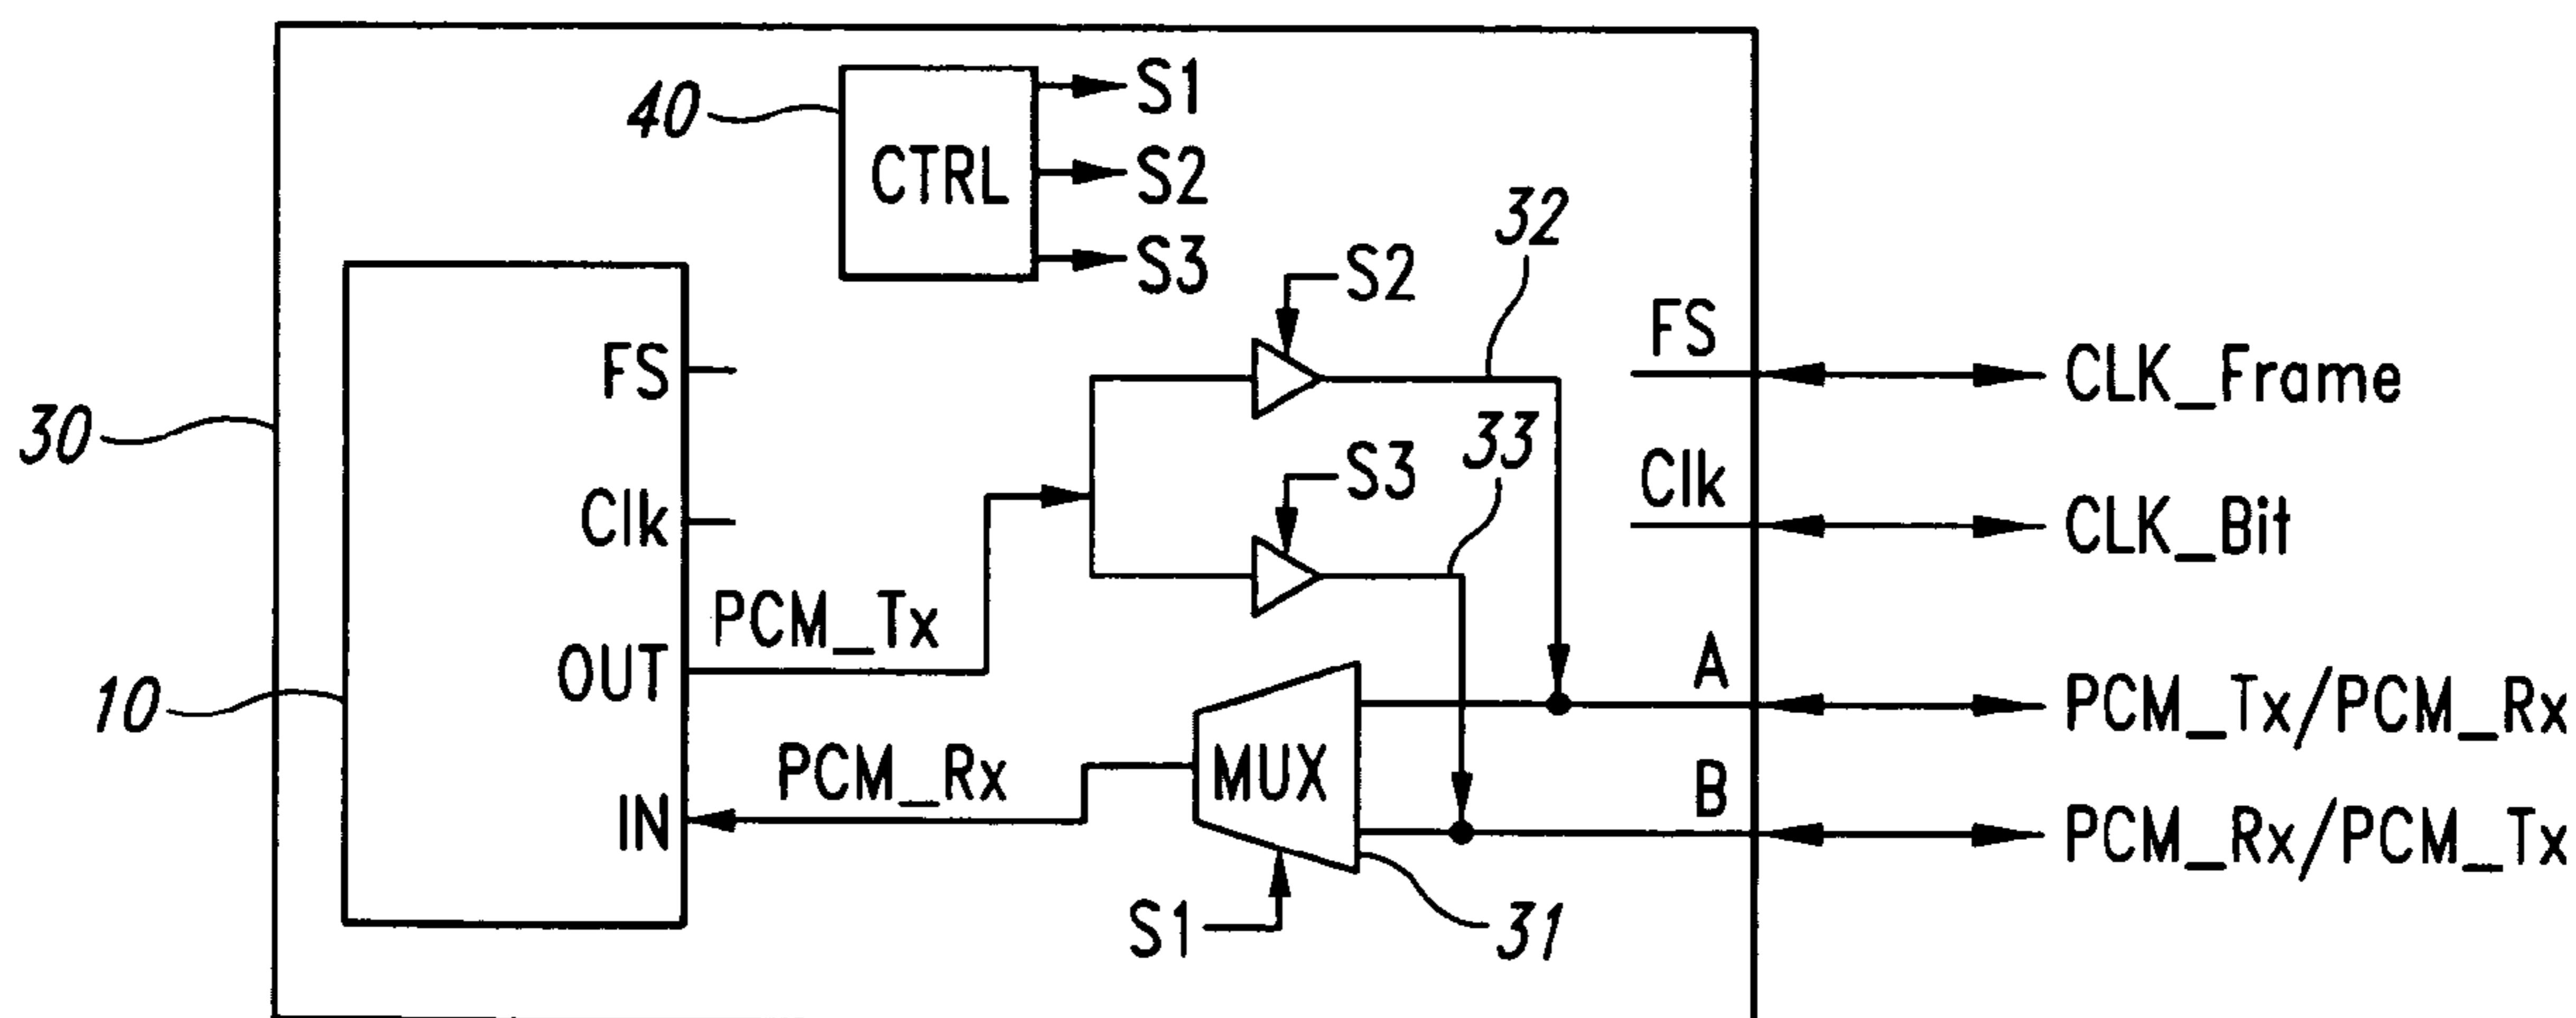 S1
40
CTRL
S2
S3
32
S2
FS
FS
CLK_Frame
30
33
S3
Clk
Clk
CLK_Bit
PCM_Tx
A
OUT
10
PCM_Tx/PCM_Rx
PCM_Rx
MUX
B
IN
PCM_Rx/PCM_Tx
S1
31